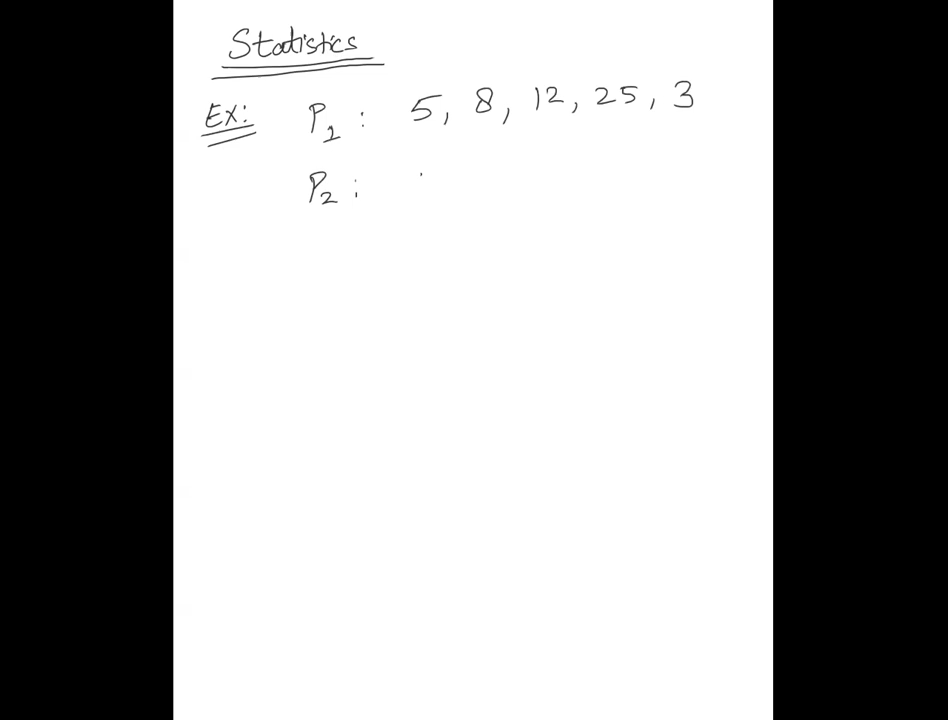 Statistics
EX: P₁ : 5, 8, 12, 25, 3
P₂ :